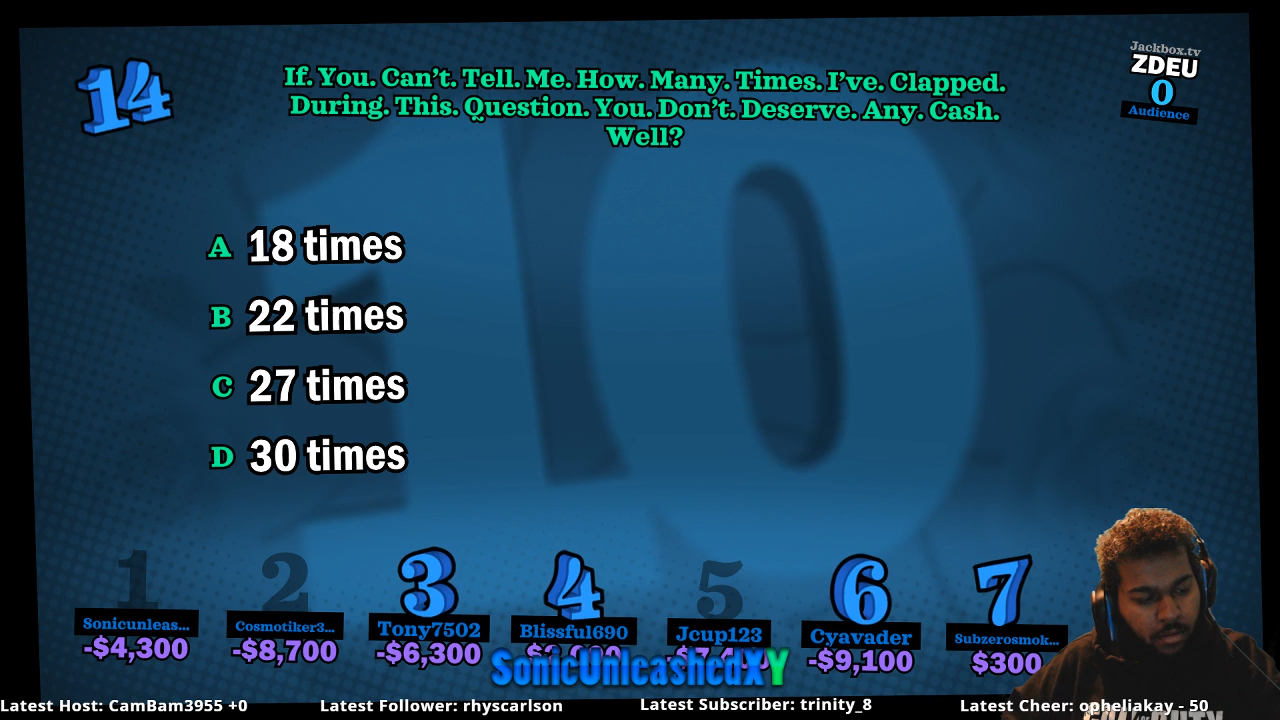 14
If. You. Can't. Tell. Me. How. Many. Times. I've. Clapped.
During. This. Question. You. Don't. Deserve. Any. Cash.
Well?
Jackbox.tv
ZDEU
0
Audience
A 18 times
B 22 times
C 27 times
D 30 times
10
1 2 3 4 5 6 7
Sonicunleas... Cosmotiker3... Tony7502 Blissful690 Jcup123 Cyavader Subzerosmok...
-$4,300 -$8,700 -$6,300 -$9,100 $300
SonicUnleashedXY
Latest Host: CamBam3955 +0 Latest Follower: rhyscarlson Latest Subscriber: trinity_8 Latest Cheer: opheliakay - 50